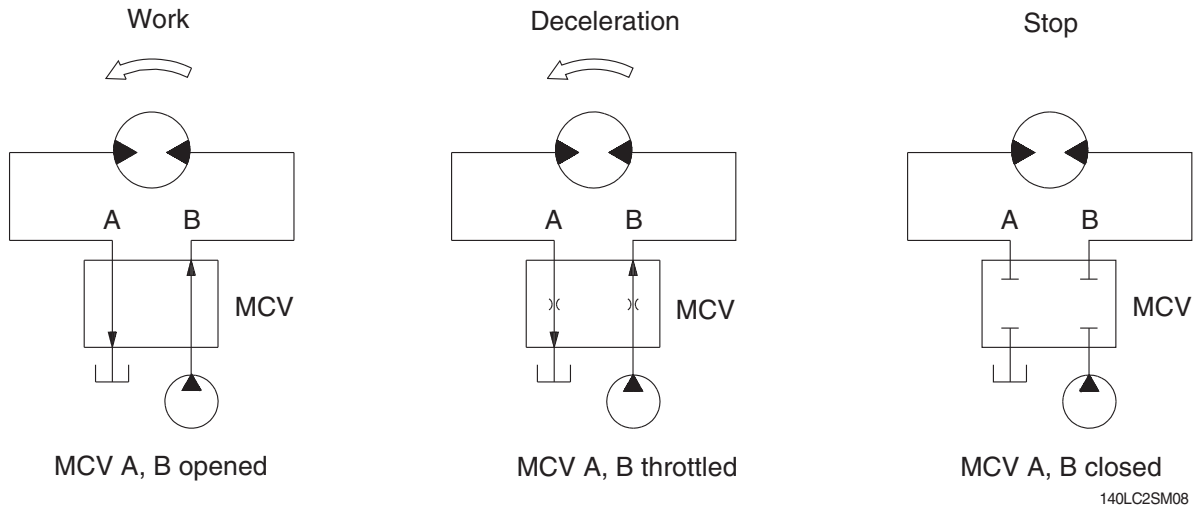 Work
Deceleration
Stop
A B
MCV
A B
MCV
A B
MCV
MCV A, B opened
MCV A, B throttled
MCV A, B closed
140LC2SM08